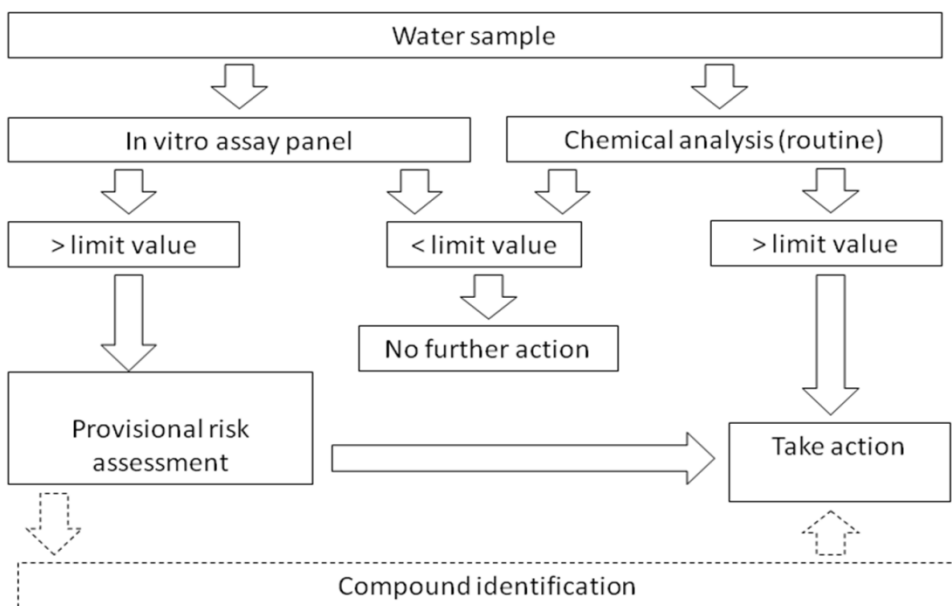 Water sample
In vitro assay panel
Chemical analysis (routine)
> limit value
< limit value
> limit value
No further action
Provisional risk
assessment
Take action
Compound identification